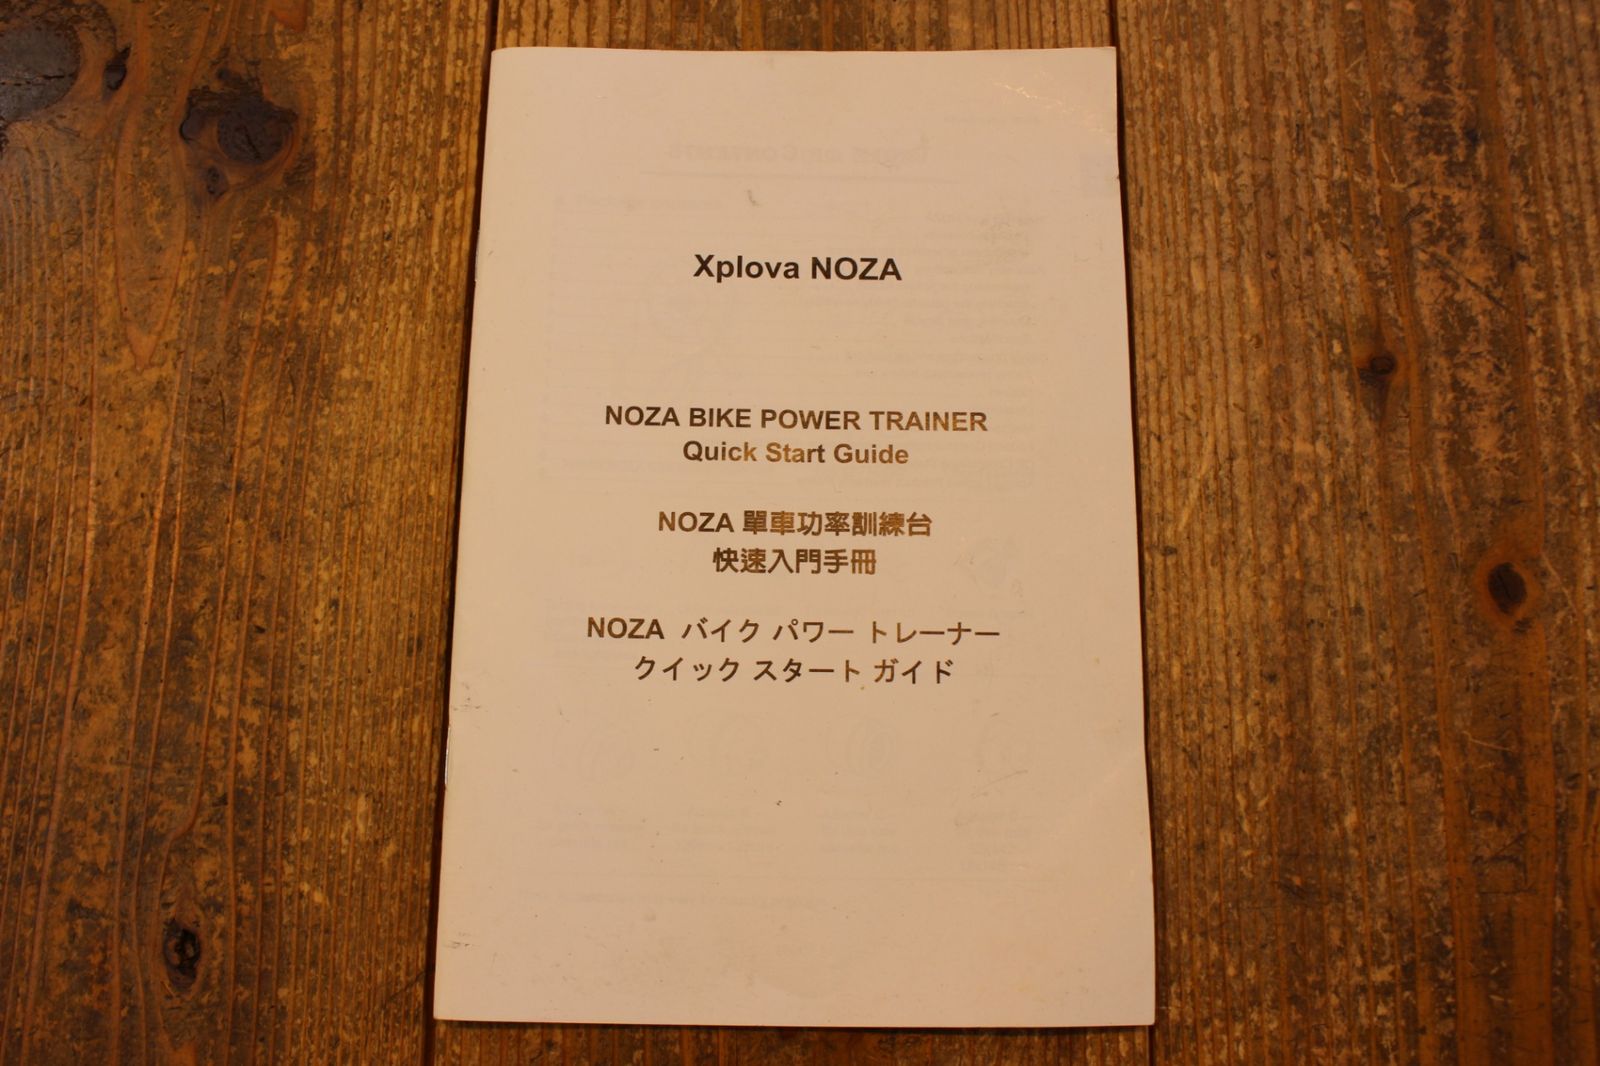 Xplova NOZA
NOZA BIKE POWER TRAINER
Quick Start Guide
NOZA 單車功率訓練台
快速入門手冊
NOZA バイク パワー トレーナー
クイック スタート ガイド